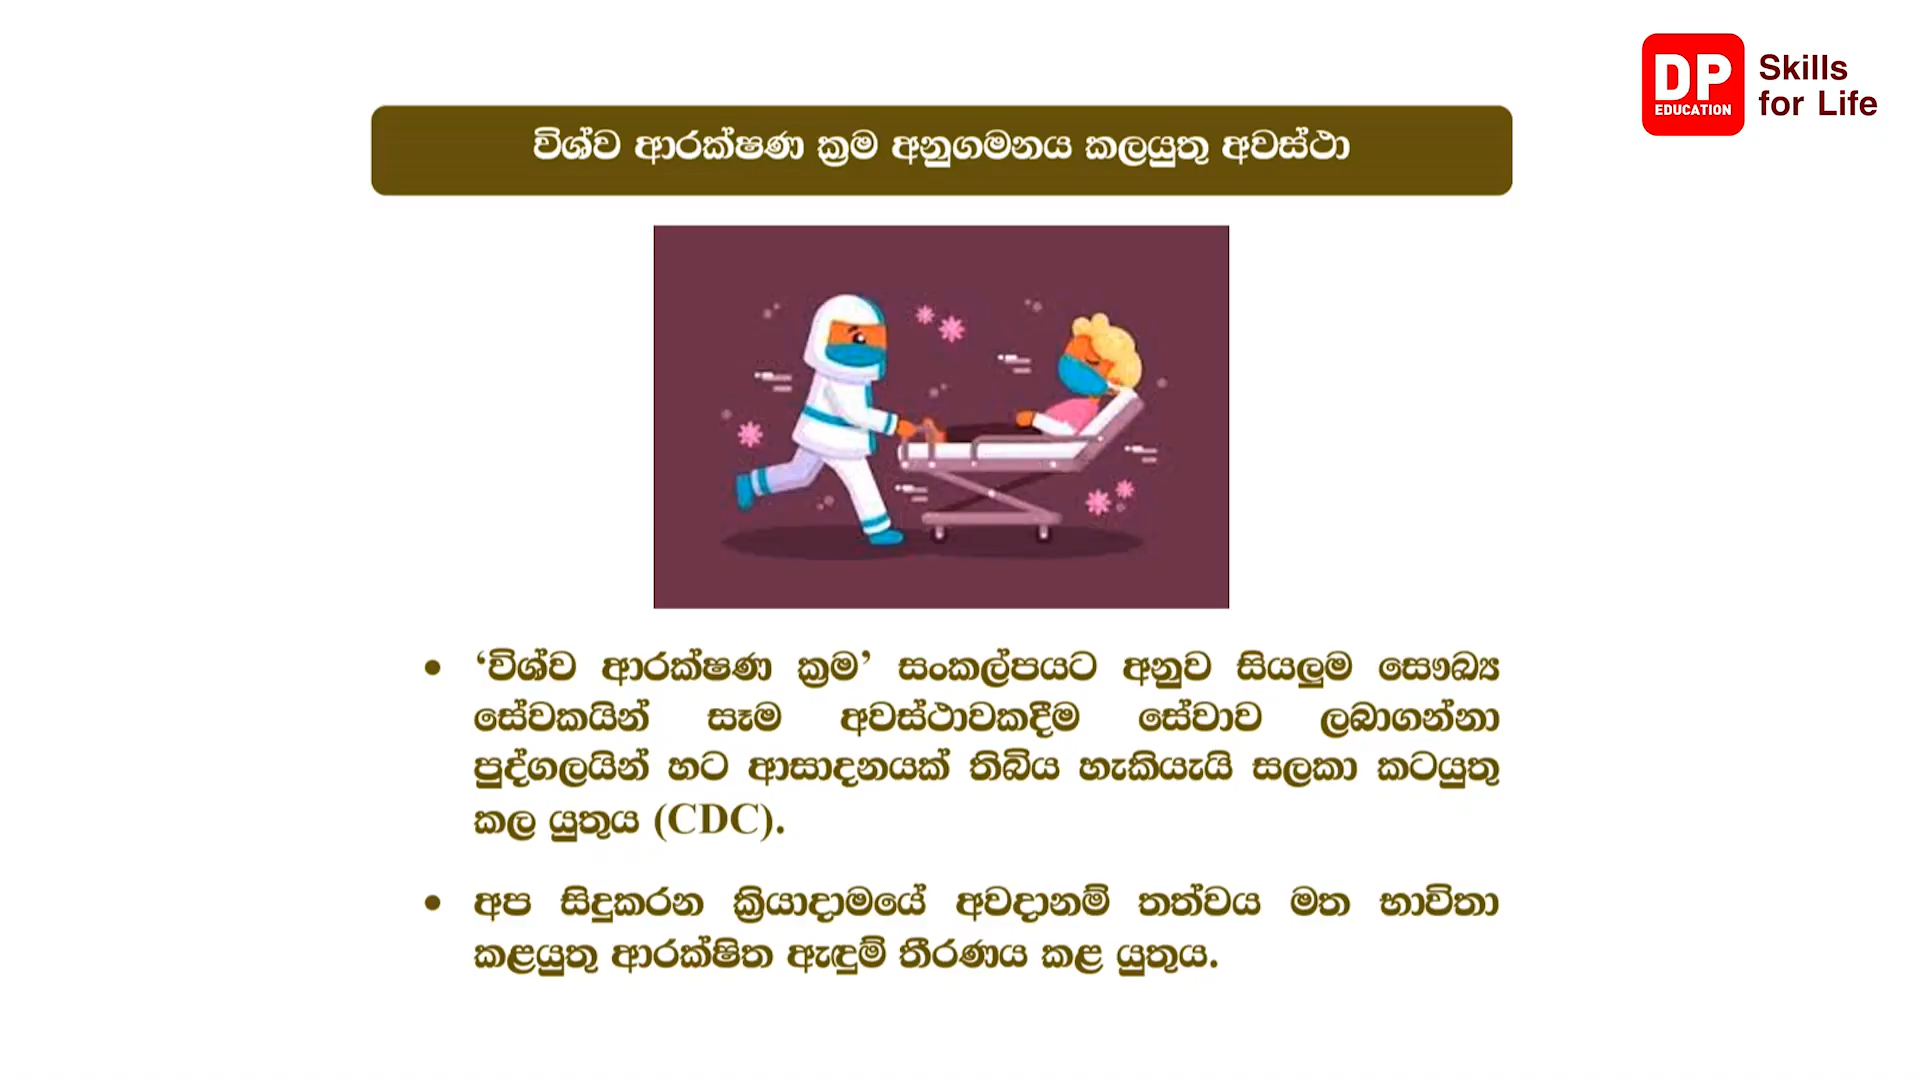 DP
EDUCATION
Skills
for Life
විශ්ව ආරක්ෂණ ක්‍රම අනුගමනය කලයුතු අවස්ථා
• ‘විශ්ව ආරක්ෂණ ක්‍රම’ සංකල්පයට අනුව සියලුම සෞඛ්‍ය
සේවකයින් සෑම අවස්ථාවකදීම සේවාව ලබාගන්නා
පුද්ගලයින් හට ආසාදනයක් තිබිය හැකියැයි සලකා කටයුතු
කල යුතුය (CDC).
• අප සිදුකරන ක්‍රියාදාමයේ අවදානම් තත්වය මත භාවිතා
කළයුතු ආරක්ෂිත ඇඳුම් තීරණය කළ යුතුය.